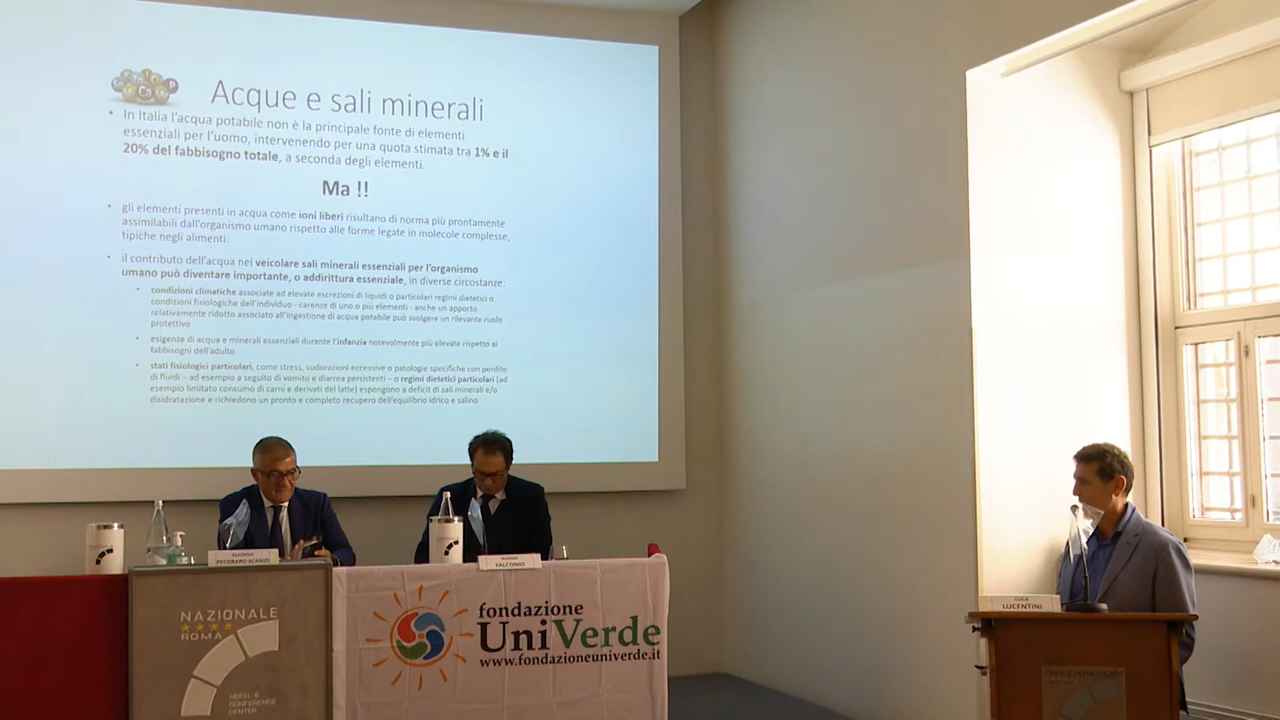 Acque e sali minerali
• In Italia l'acqua potabile non è la principale fonte di elementi
essenziali per l'uomo, intervenendo per una quota stimata tra 1% e il
20% del fabbisogno totale, a seconda degli elementi.
Ma !!
• gli elementi presenti in acqua come ioni liberi risultano di norma più prontamente
assimilabili dall'organismo umano rispetto alle forme legate in molecole complesse,
tipiche negli alimenti.
• il contributo dell'acqua nel veicolare sali minerali essenziali per l'organismo
umano può diventare importante, o addirittura essenziale, in diverse circostanze:
• condizioni climatiche associate ad elevate escrezioni di liquidi o particolari regimi dietetici o
condizioni fisiologiche dell'individuo - carenze di uno o più elementi - anche un apporto
relativamente ridotto associato all'ingestione di acqua potabile può svolgere un rilevante ruolo
protettivo
• esigenze di acqua e minerali essenziali durante l'infanzia notevolmente più elevate rispetto ai
fabbisogni dell'adulto
• stati fisiologici particolari, come stress, sudorazioni eccessive o patologie specifiche con perdite
di fluidi – ad esempio a seguito di vomito e diarrea persistenti – o regimi dietetici particolari (ad
esempio limitato consumo di carni e derivati del latte) espongono a deficit di sali minerali e/o
disidratazione e richiedono un pronto e completo recupero dell'equilibrio idrico e salino
PECORARO SCANIO
FALCONIO
LUCA
LUCENTINI
NAZIONALE
ROMA
HOTEL &
CONFERENCE
CENTER
fondazione
UniVerde
www.fondazioneuniverde.it
NAZIONALE